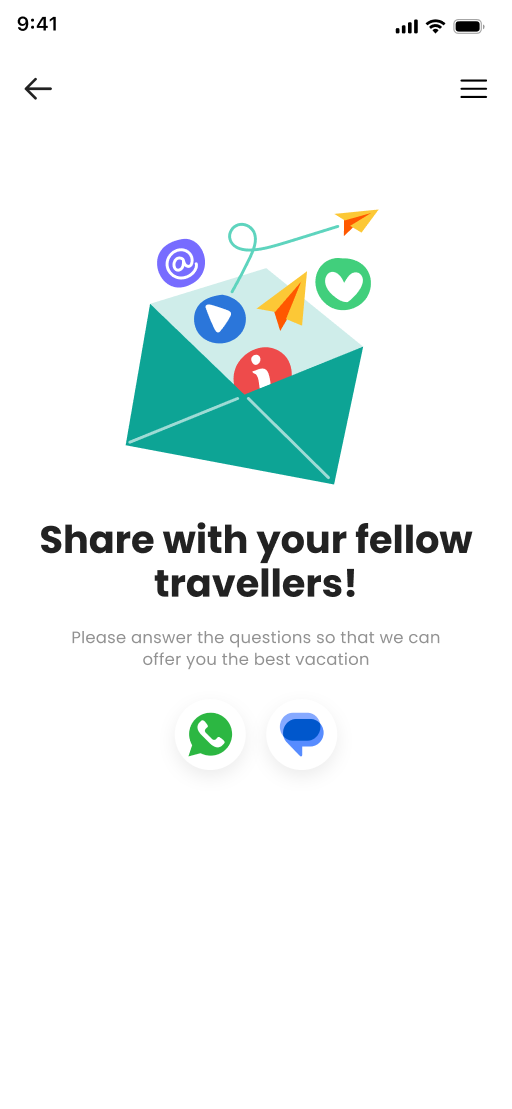 9:41
Share with your fellow
travellers!
Please answer the questions so that we can
offer you the best vacation